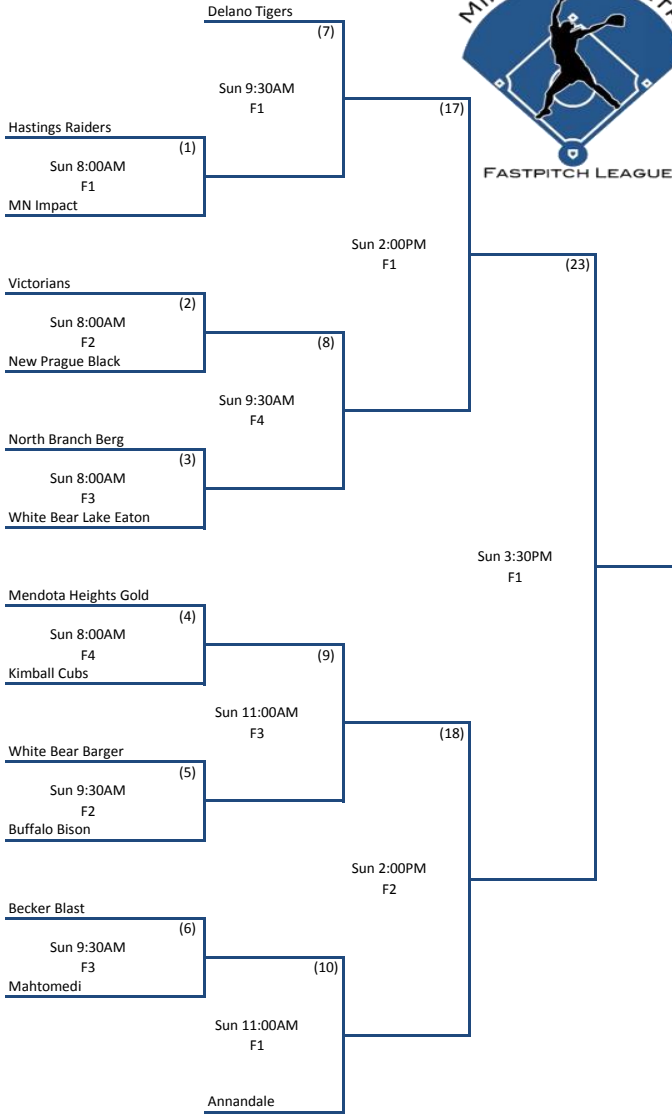 Delano Tigers
(7)
Sun 9:30AM
F1
(17)
FASTPITCH LEAGUE
Hastings Raiders
(1)
Sun 8:00AM
F1
MN Impact
Sun 2:00PM
F1
(23)
Victorians
(2)
Sun 8:00AM
F2
New Prague Black
(8)
Sun 9:30AM
F4
North Branch Berg
(3)
Sun 8:00AM
F3
White Bear Lake Eaton
Sun 3:30PM
F1
Mendota Heights Gold
(4)
Sun 8:00AM
F4
Kimball Cubs
(9)
Sun 11:00AM
F3
(18)
White Bear Barger
(5)
Sun 9:30AM
F2
Buffalo Bison
Sun 2:00PM
F2
Becker Blast
(6)
Sun 9:30AM
F3
Mahtomedi
(10)
Sun 11:00AM
F1
Annandale